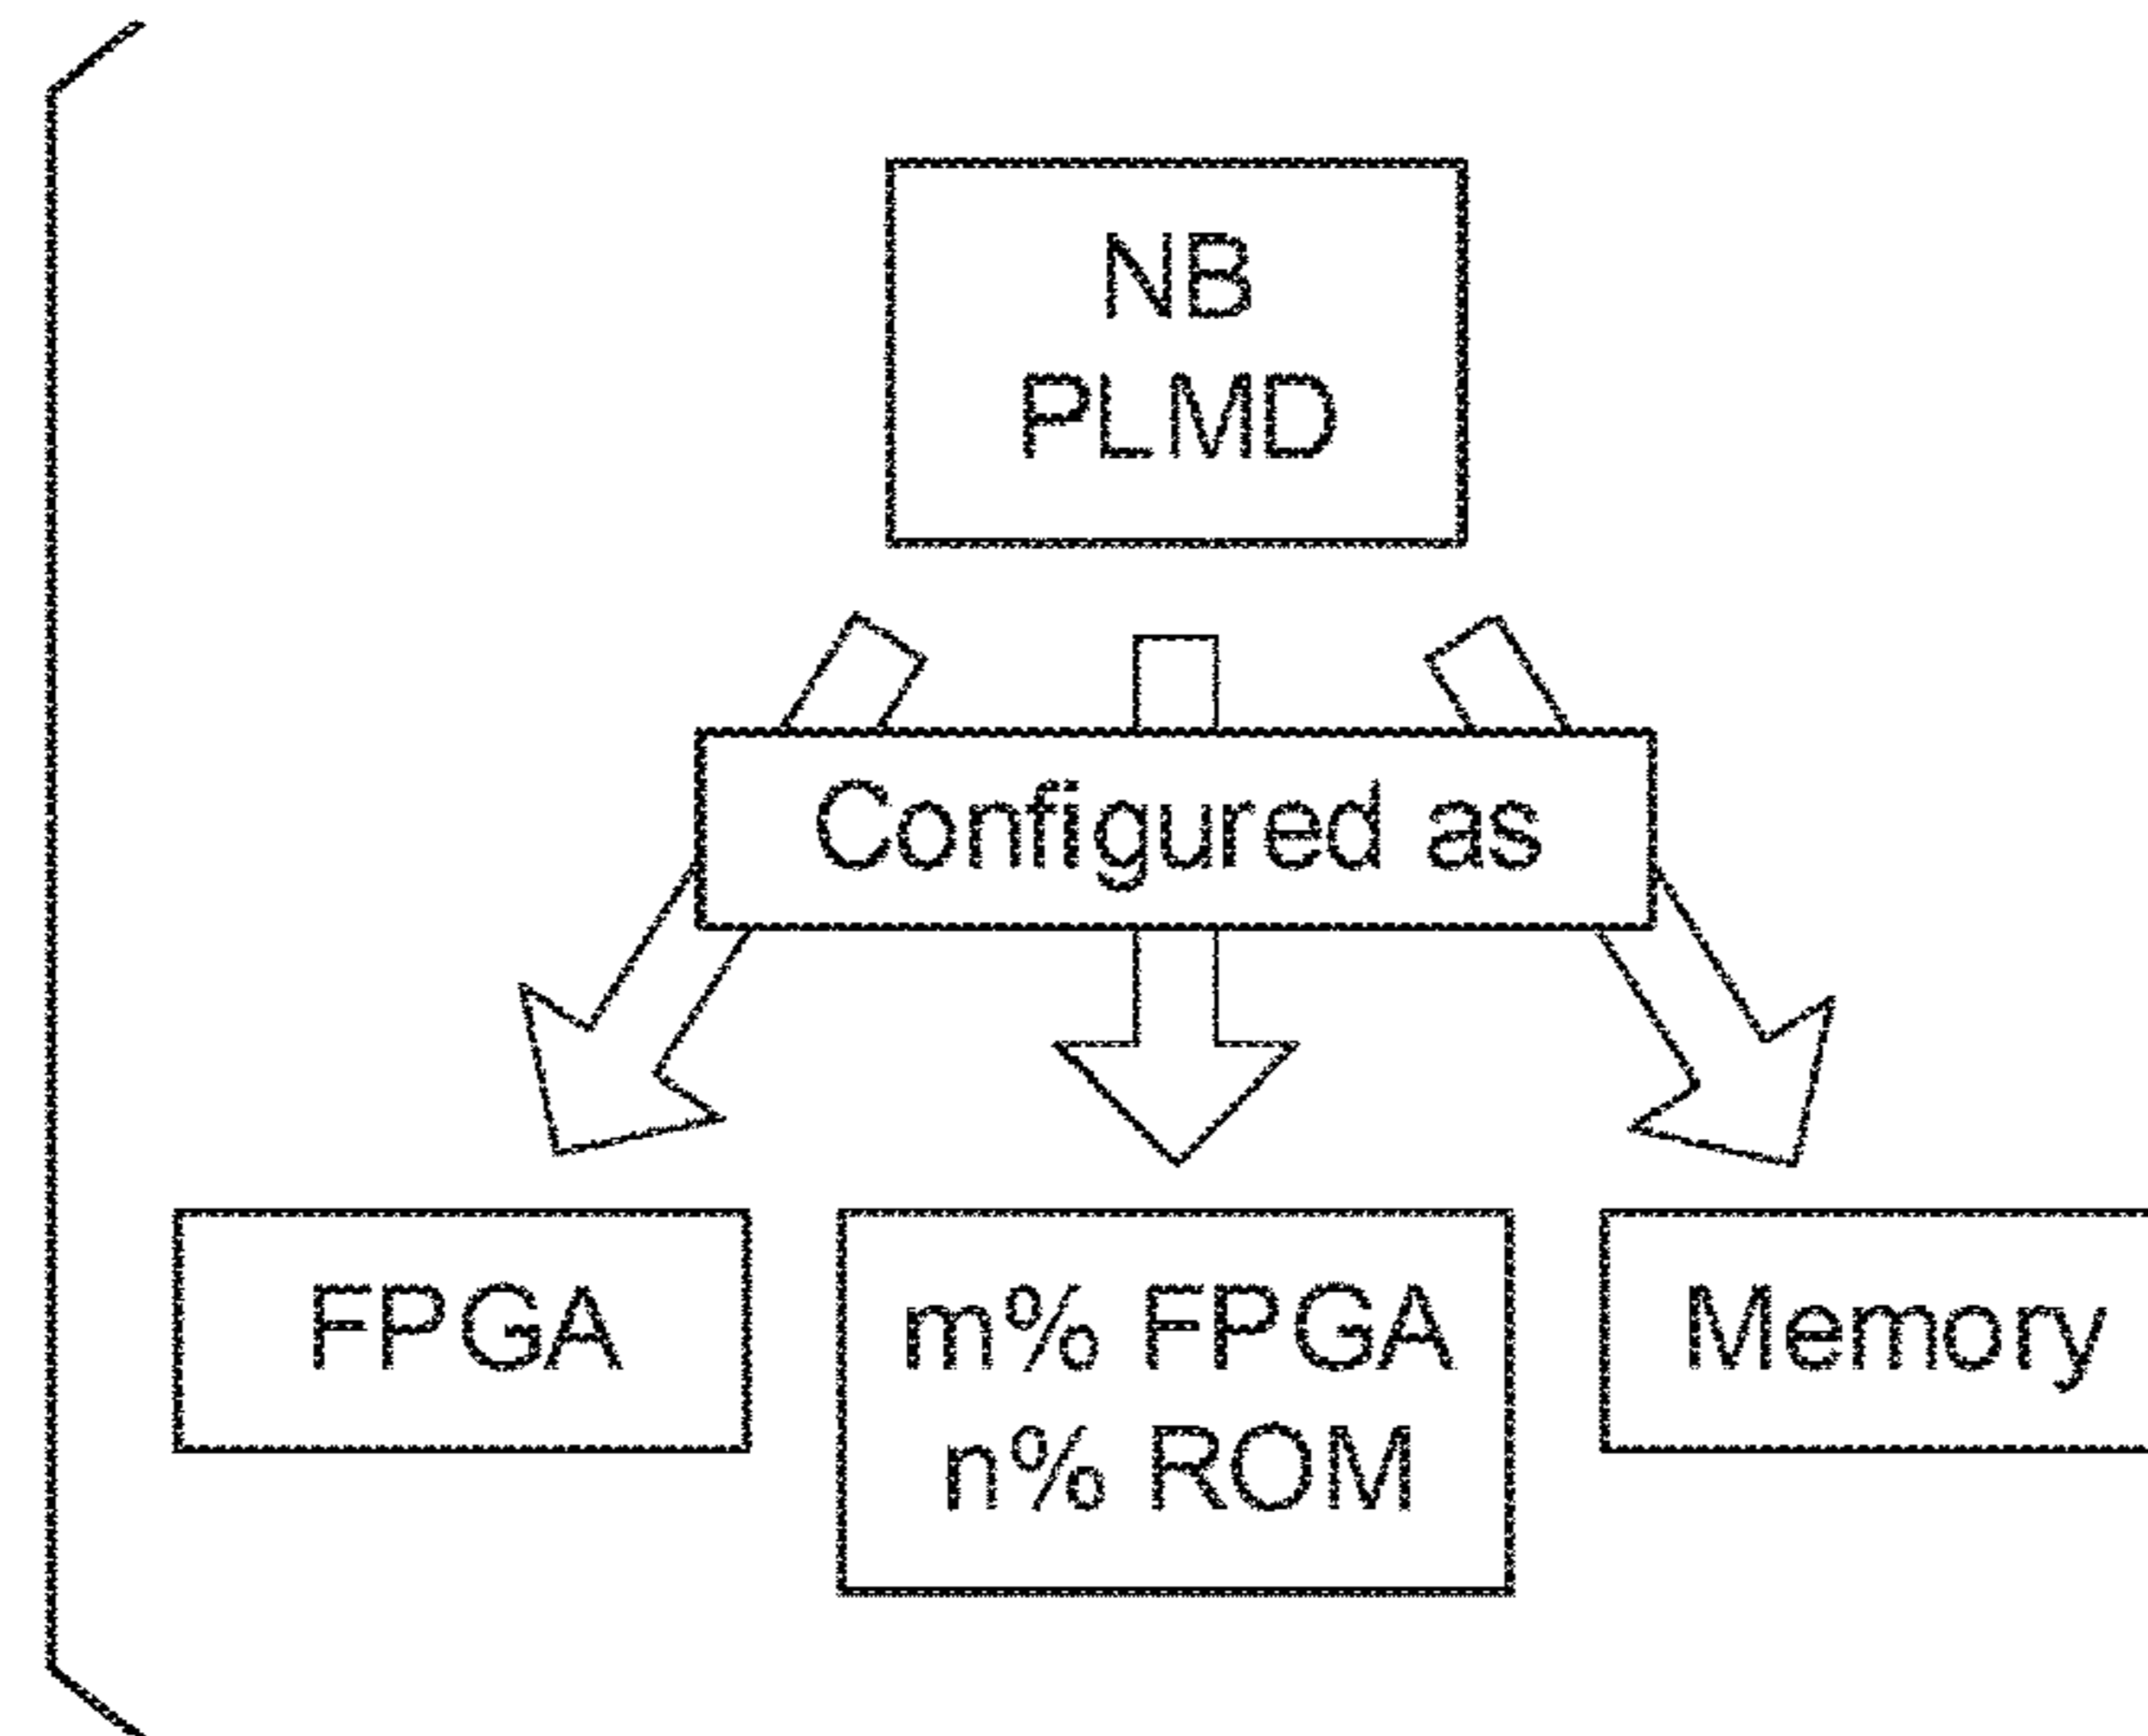 NB
PLMD
Configured as
FPGA
m% FPGA
n% ROM
Memory